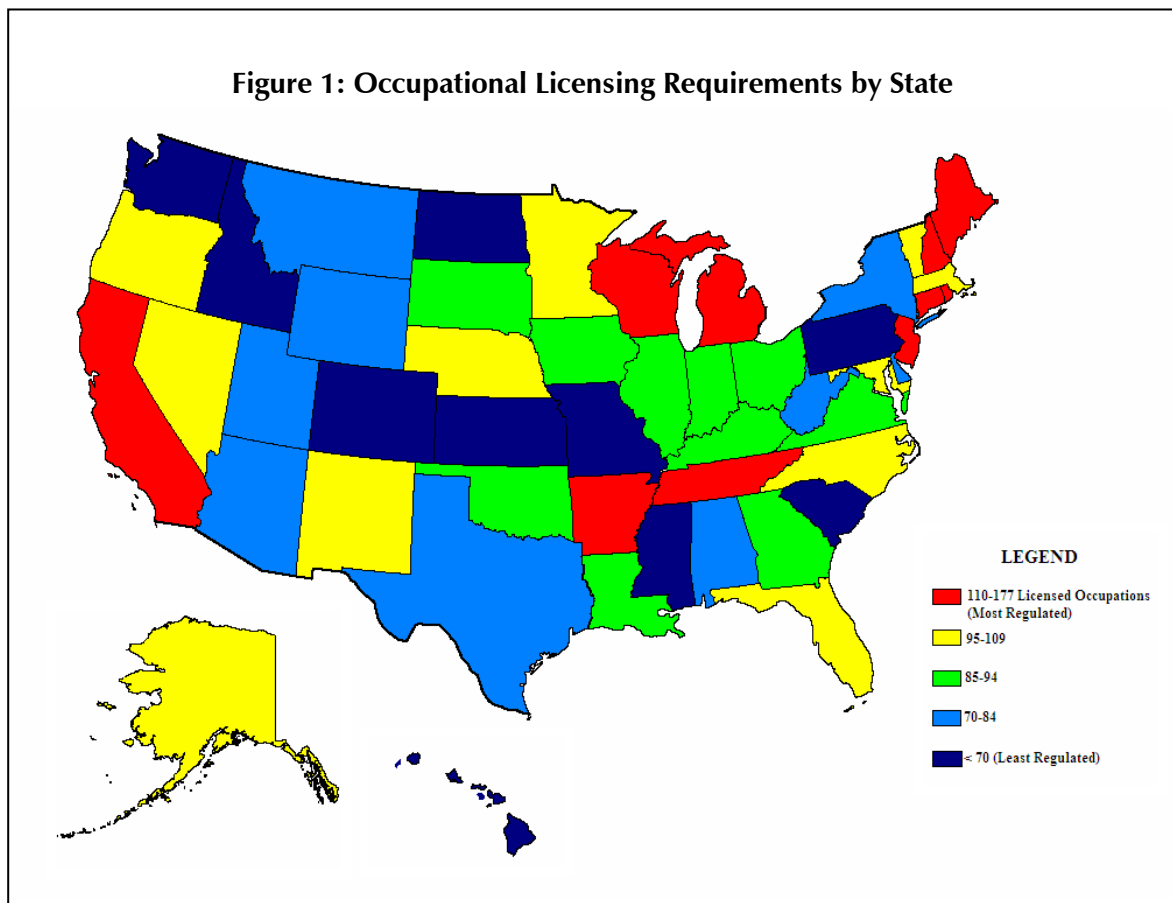 Figure 1: Occupational Licensing Requirements by State
LEGEND
110-177 Licensed Occupations
(Most Regulated)
95-109
85-94
70-84
< 70 (Least Regulated)